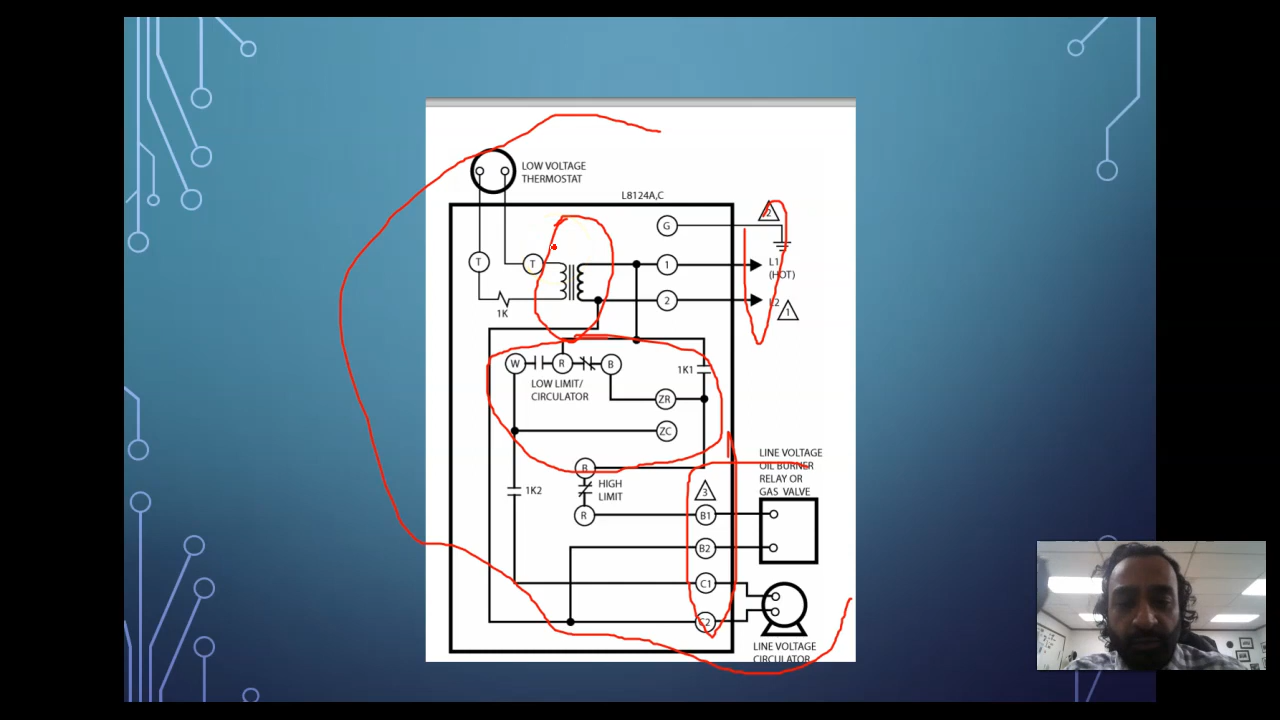 LOW VOLTAGE
THERMOSTAT
L8124A,C
2
G
T
T
1
L1
(HOT)
1K
2
L2
1
W
R
B
1K1
LOW LIMIT/
CIRCULATOR
ZR
ZC
LINE VOLTAGE
OIL BURNER
RELAY OR
GAS VALVE
B
1K2
HIGH
LIMIT
3
R
B1
B2
C1
C2
LINE VOLTAGE
CIRCULATOR